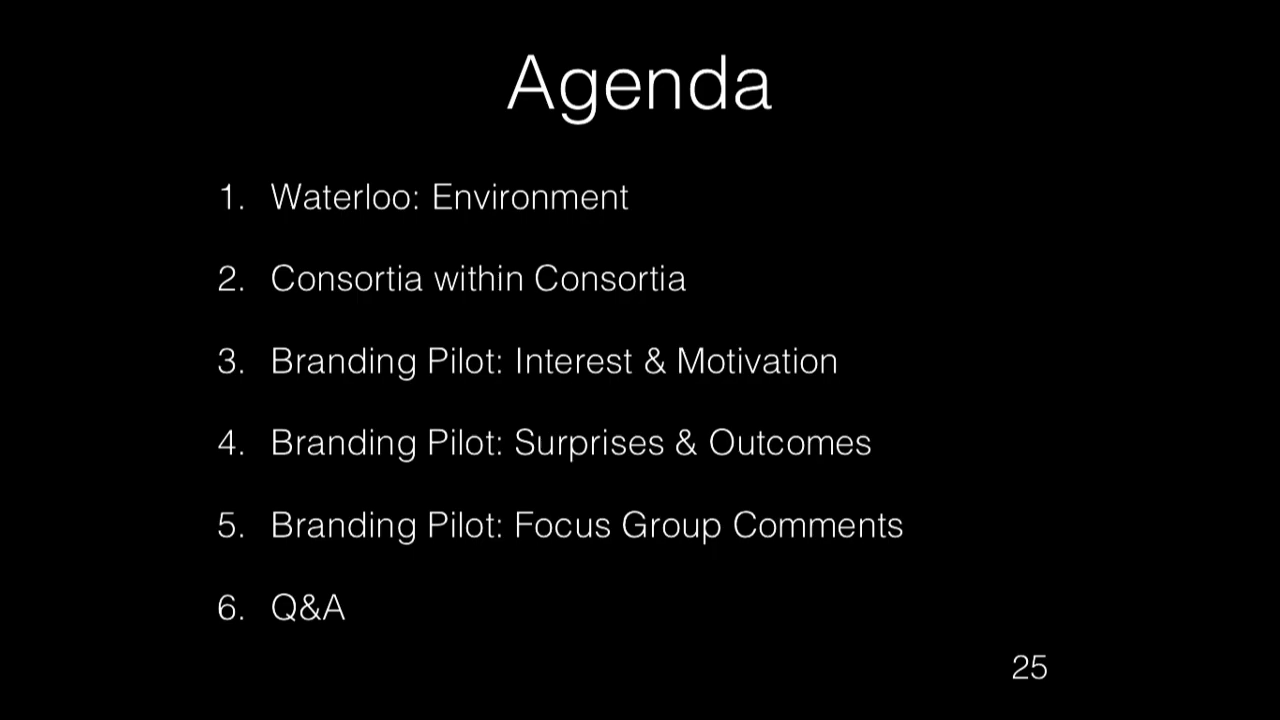 Agenda
1. Waterloo: Environment
2. Consortia within Consortia
3. Branding Pilot: Interest & Motivation
4. Branding Pilot: Surprises & Outcomes
5. Branding Pilot: Focus Group Comments
6. Q&A
25